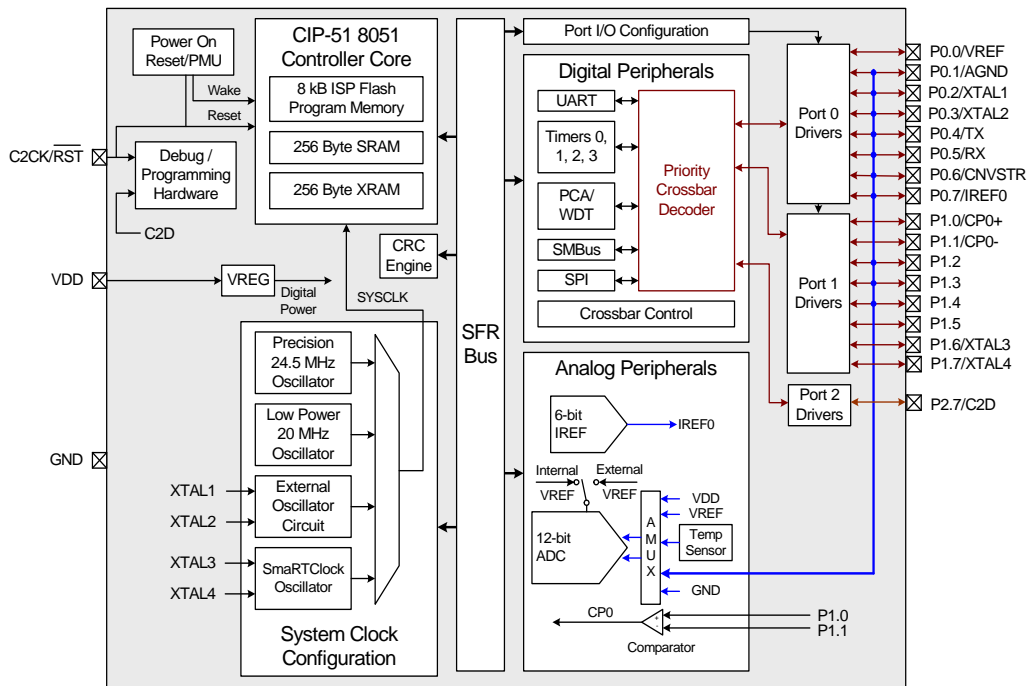 Power On
Reset/PMU
Wake
Reset
C2CK/RST
Debug /
Programming
Hardware
C2D
VDD
VREG
Digital
Power
GND
CIP-51 8051
Controller Core
8 kB ISP Flash
Program Memory
256 Byte SRAM
256 Byte XRAM
CRC
Engine
SYSCLK
Precision
24.5 MHz
Oscillator
Low Power
20 MHz
Oscillator
External
Oscillator
Circuit
SmaRTClock
Oscillator
XTAL1
XTAL2
XTAL3
XTAL4
System Clock
Configuration
SFR
Bus
Port I/O Configuration
Digital Peripherals
UART
Timers 0,
1, 2, 3
PCA/
WDT
SMBus
SPI
Priority
Crossbar
Decoder
Crossbar Control
Analog Peripherals
6-bit
IREF
IREF0
Internal
VREF
External
VREF
12-bit
ADC
A
M
U
X
VDD
VREF
Temp
Sensor
GND
CP0
+
-
Comparator
P1.0
P1.1
Port 0
Drivers
Port 1
Drivers
Port 2
Drivers
P0.0/VREF
P0.1/AGND
P0.2/XTAL1
P0.3/XTAL2
P0.4/TX
P0.5/RX
P0.6/CNVSTR
P0.7/IREF0
P1.0/CP0+
P1.1/CP0-
P1.2
P1.3
P1.4
P1.5
P1.6/XTAL3
P1.7/XTAL4
P2.7/C2D